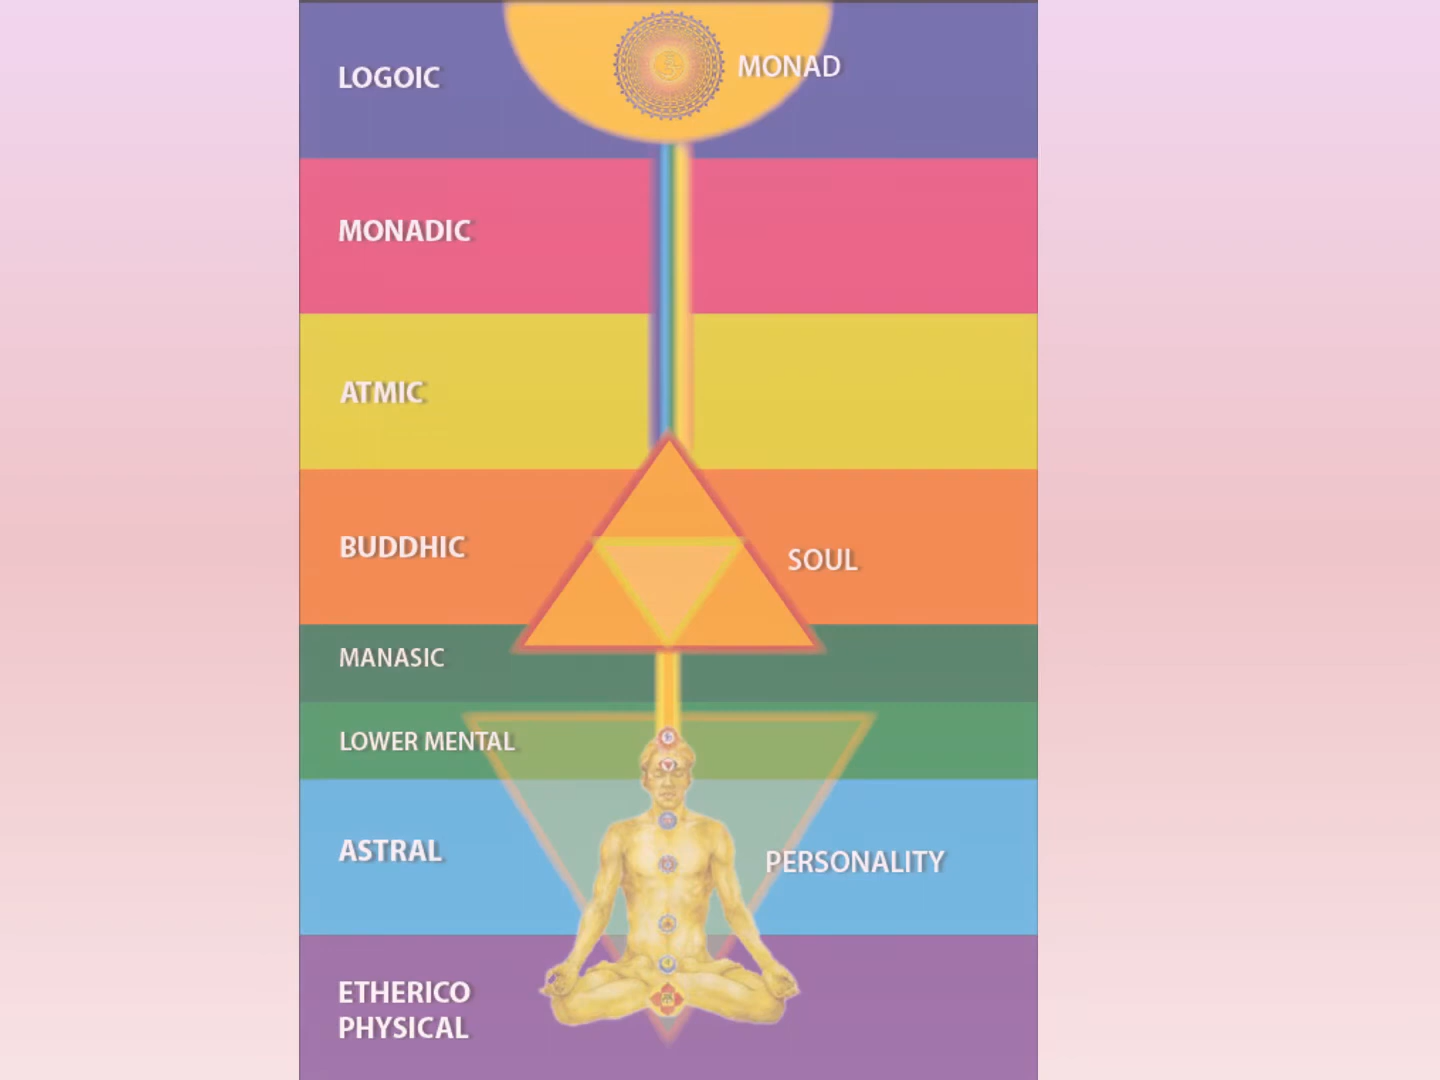 LOGOIC
MONAD
MONADIC
ATMIC
BUDDHIC
SOUL
MANASIC
LOWER MENTAL
ASTRAL
PERSONALITY
ETHERICO
PHYSICAL